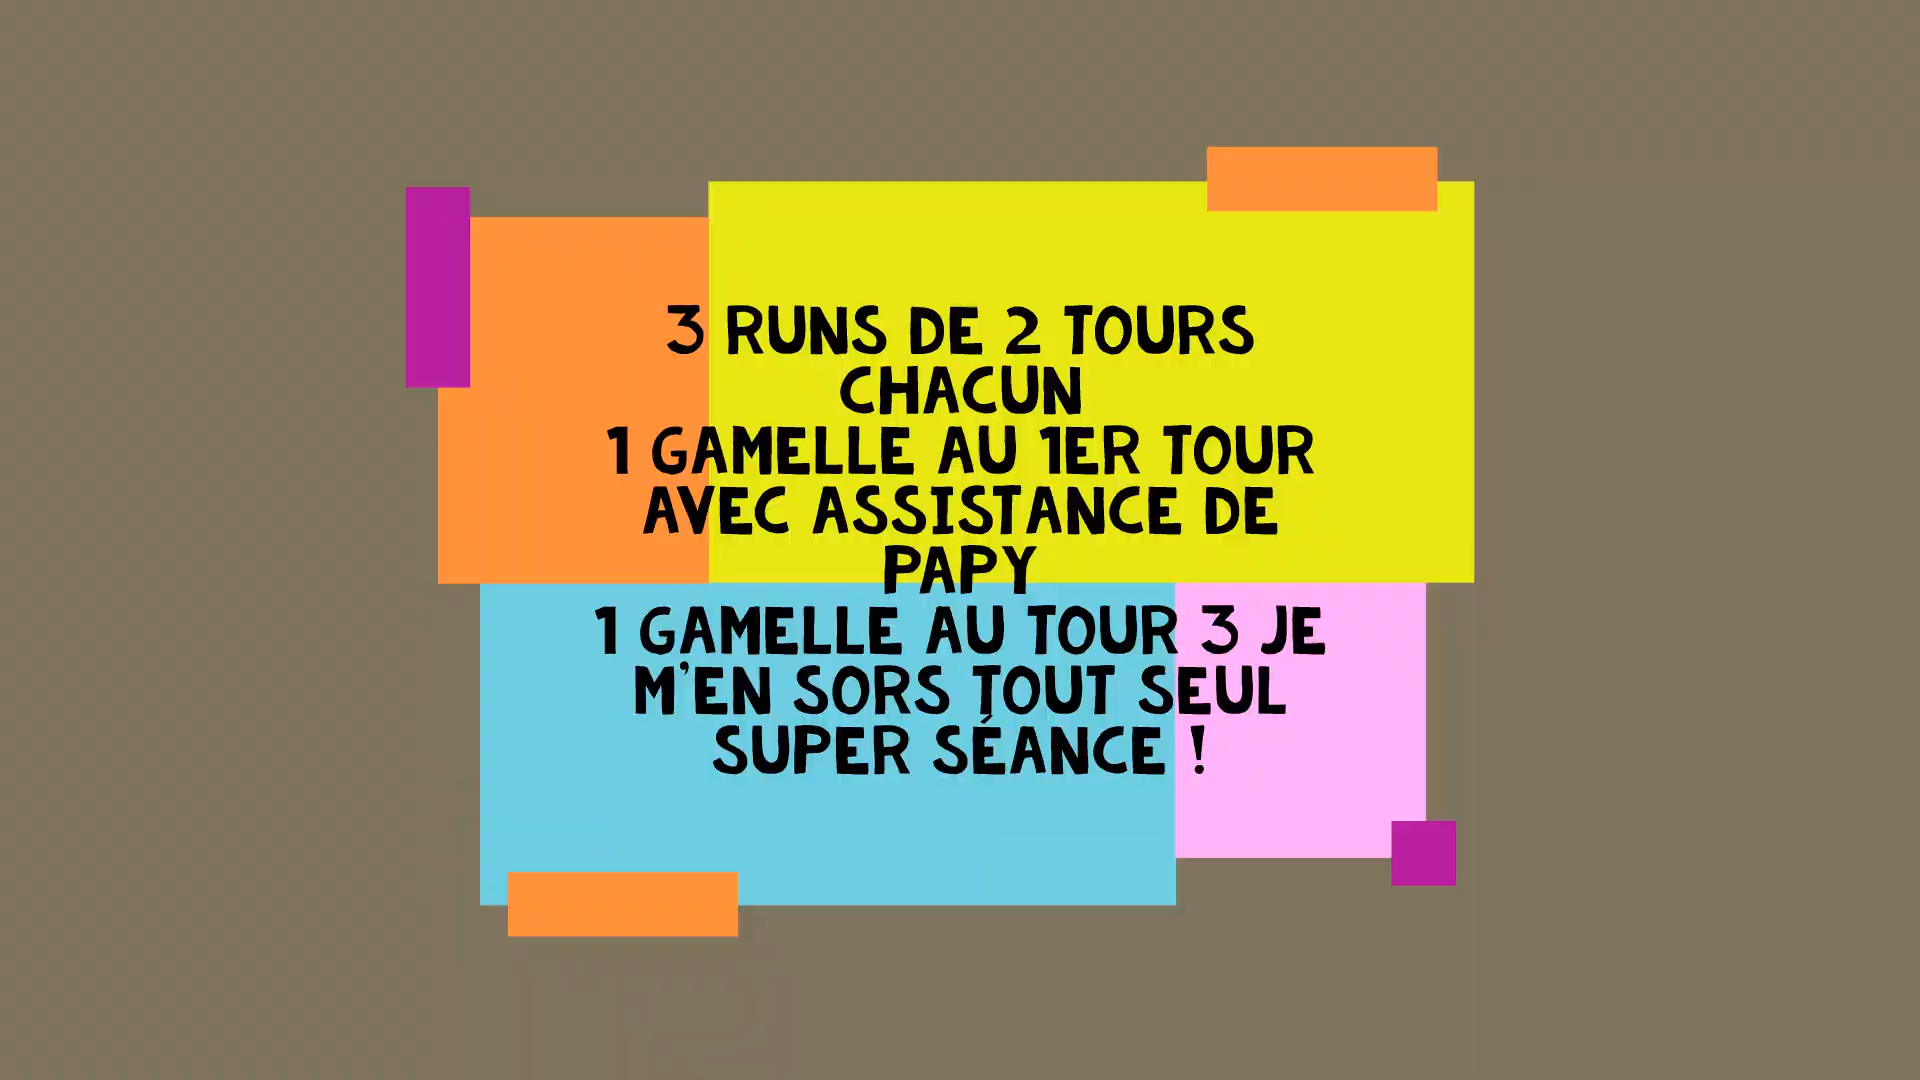 3 RUNS DE 2 TOURS
CHACUN
1 GAMELLE AU 1ER TOUR
AVEC ASSISTANCE DE
PAPY
1 GAMELLE AU TOUR 3 JE
M'EN SORS TOUT SEUL
SUPER SÉANCE !